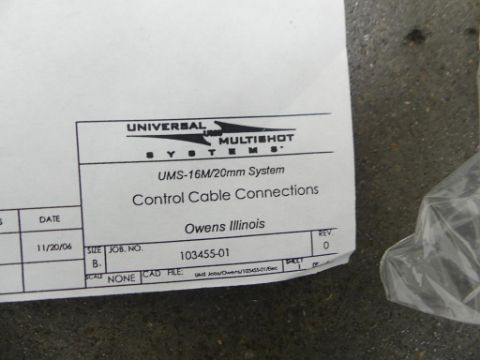 UNIVERSAL
UMS
MULTISHOT
SYSTEMS
UMS-16M/20mm System
Control Cable Connections
Owens Illinois
S DATE
11/20/06
SIZE JOB. NO. REV.
B. 103455-01 0
SCALE NONE CAD FILE: SHEET
1 OF